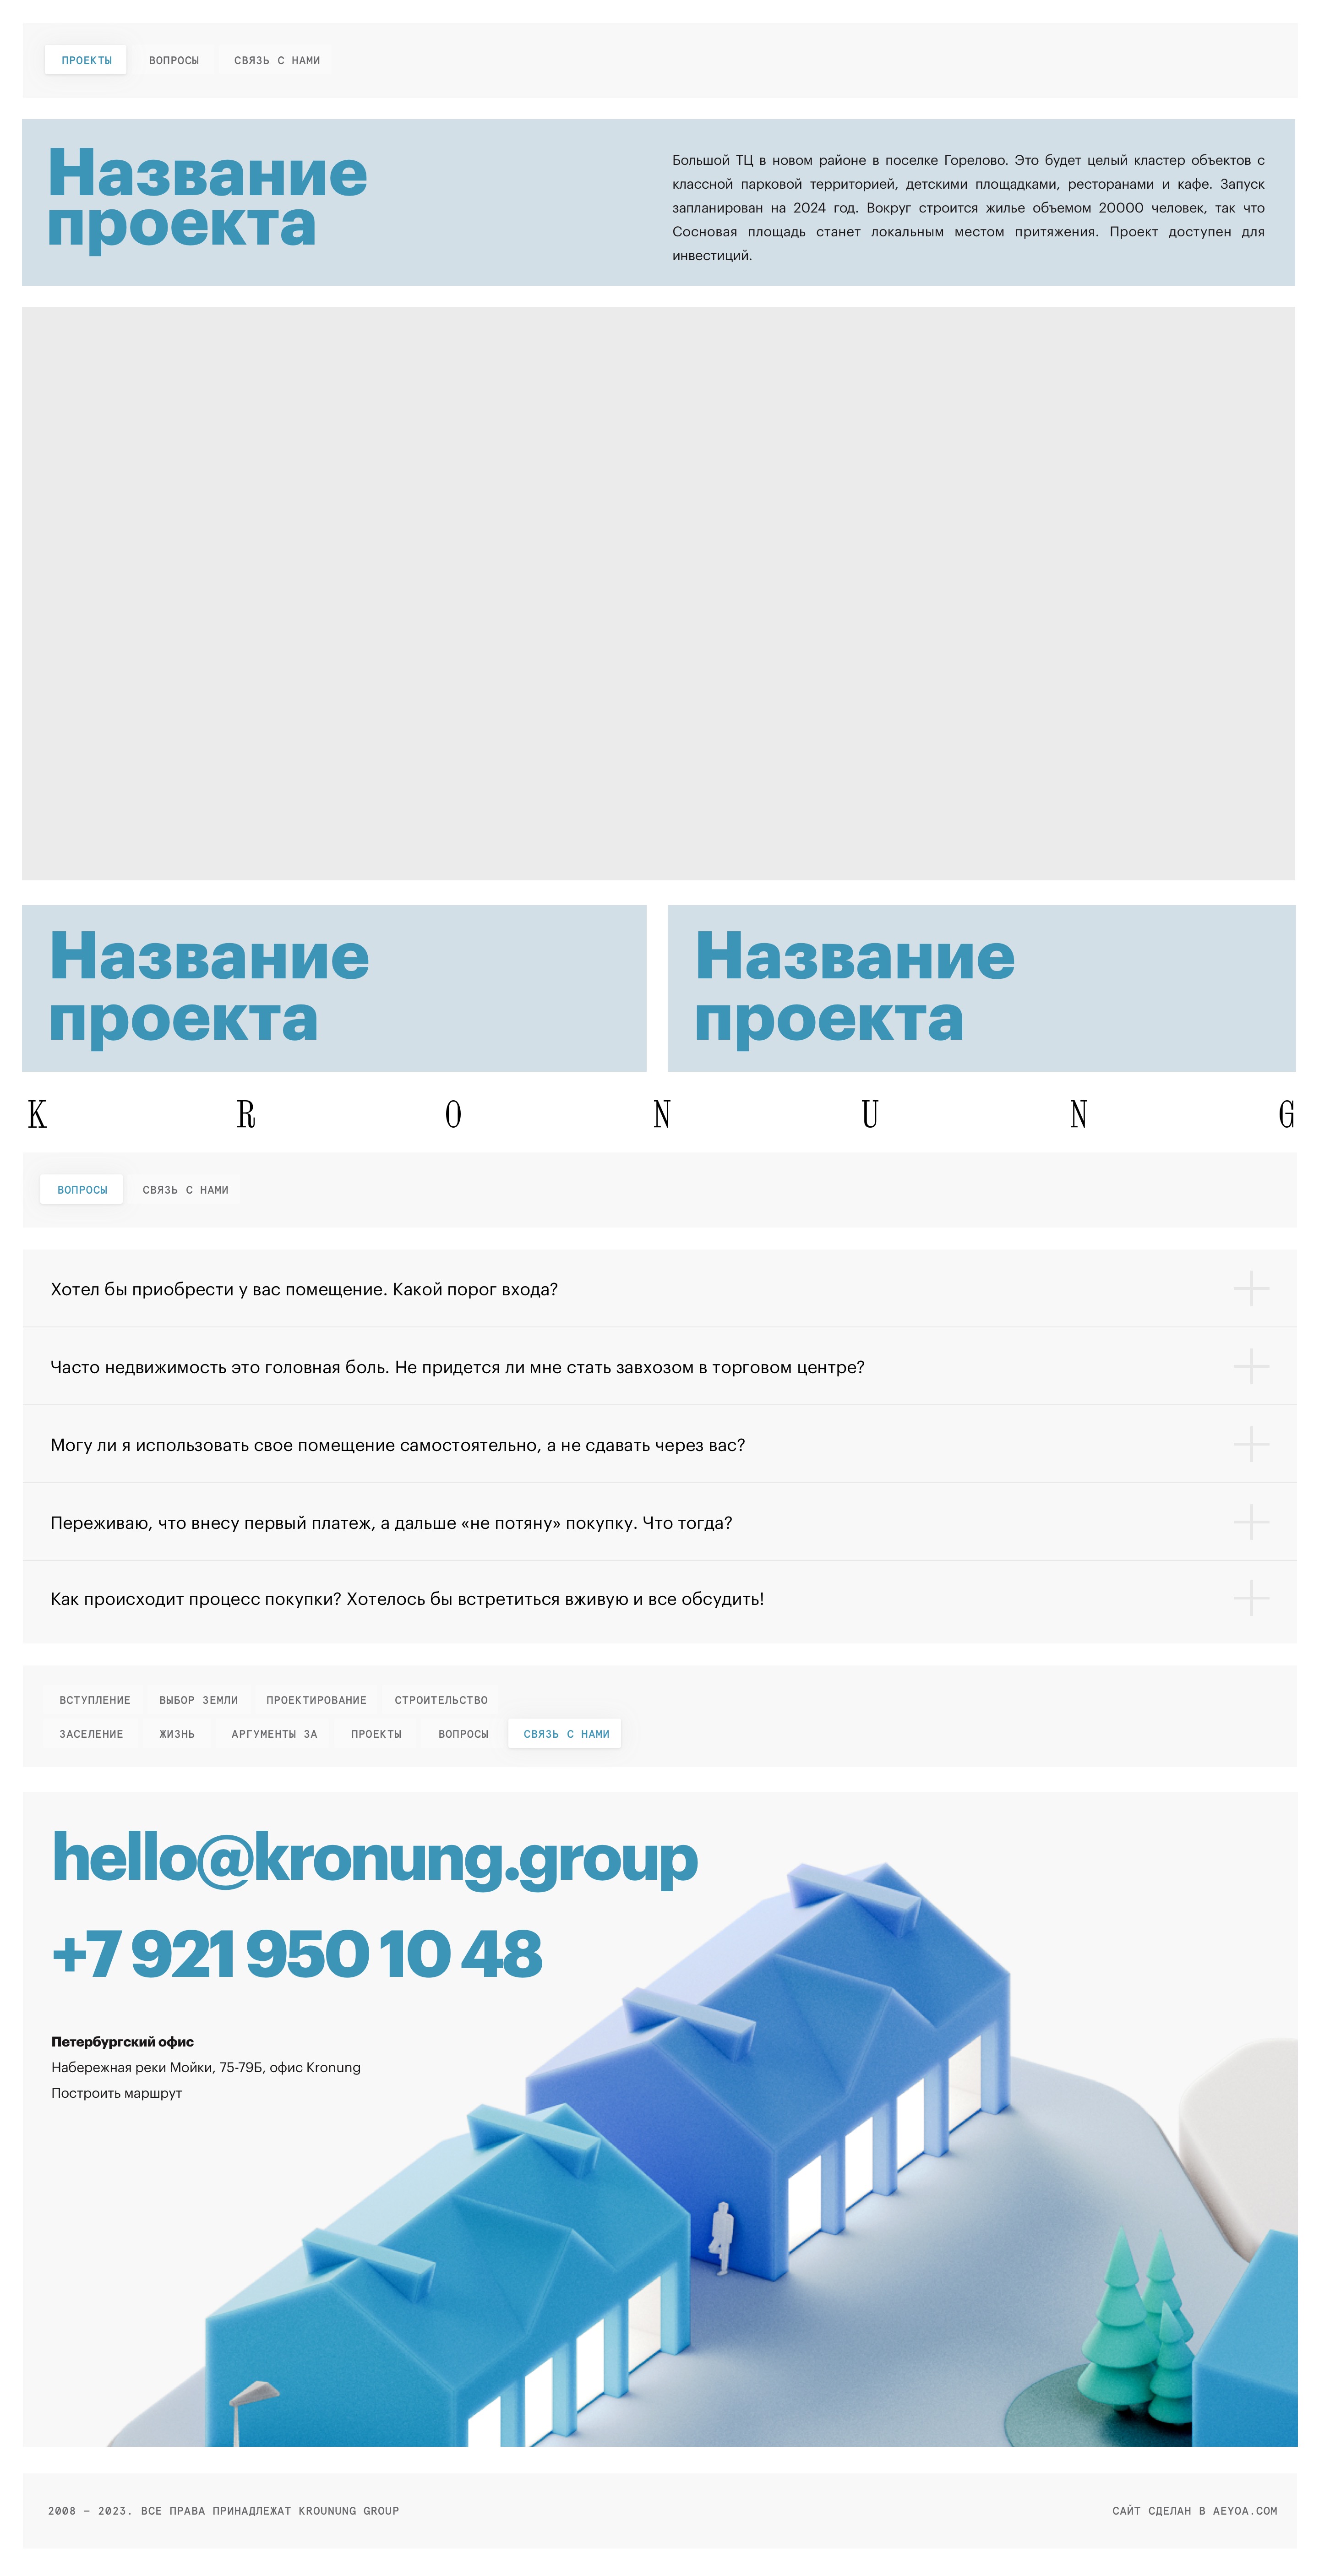 ПРОЕКТЫ ВОПРОСЫ СВЯЗЬ С НАМИ
Название
проекта
Большой ТЦ в новом районе в поселке Горелово. Это будет целый кластер объектов с
классной парковой территорией, детскими площадками, ресторанами и кафе. Запуск
запланирован на 2024 год. Вокруг строится жилье объемом 20000 человек, так что
Сосновая площадь станет локальным местом притяжения. Проект доступен для
инвестиций.
Название
проекта
Название
проекта
K R O N U N G
ВОПРОСЫ СВЯЗЬ С НАМИ
Хотел бы приобрести у вас помещение. Какой порог входа?
Часто недвижимость это головная боль. Не придется ли мне стать завхозом в торговом центре?
Могу ли я использовать свое помещение самостоятельно, а не сдавать через вас?
Переживаю, что внесу первый платеж, а дальше «не потяну» покупку. Что тогда?
Как происходит процесс покупки? Хотелось бы встретиться вживую и все обсудить!
ВСТУПЛЕНИЕ ВЫБОР ЗЕМЛИ ПРОЕКТИРОВАНИЕ СТРОИТЕЛЬСТВО
ЗАСЕЛЕНИЕ ЖИЗНЬ АРГУМЕНТЫ ЗА ПРОЕКТЫ ВОПРОСЫ СВЯЗЬ С НАМИ
hello@kronung.group
+7 921 950 10 48
Петербургский офис
Набережная реки Мойки, 75-79Б, офис Kronung
Построить маршрут
2008 – 2023. ВСЕ ПРАВА ПРИНАДЛЕЖАТ KROUNUNG GROUP
САЙТ СДЕЛАН В AEYOA.COM